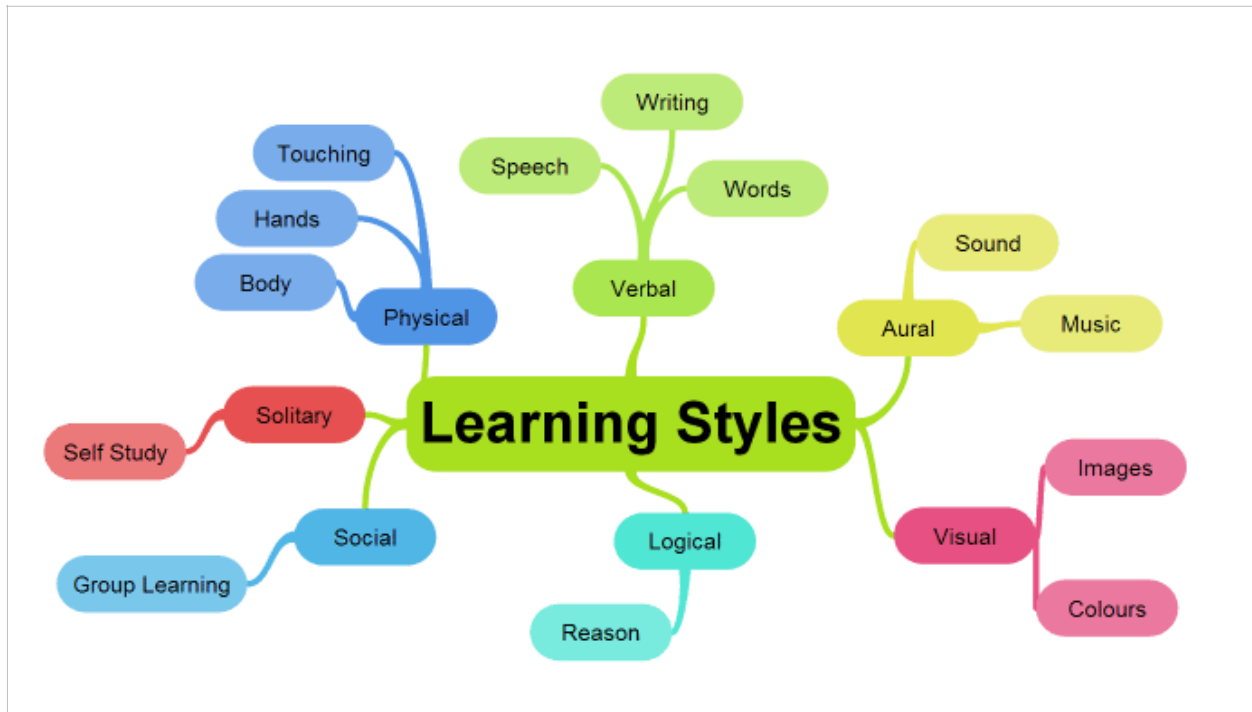 Writing
Touching
Speech
Words
Hands
Sound
Body
Verbal
Physical
Aural
Music
Solitary
Learning Styles
Self Study
Images
Social
Logical
Visual
Group Learning
Reason
Colours